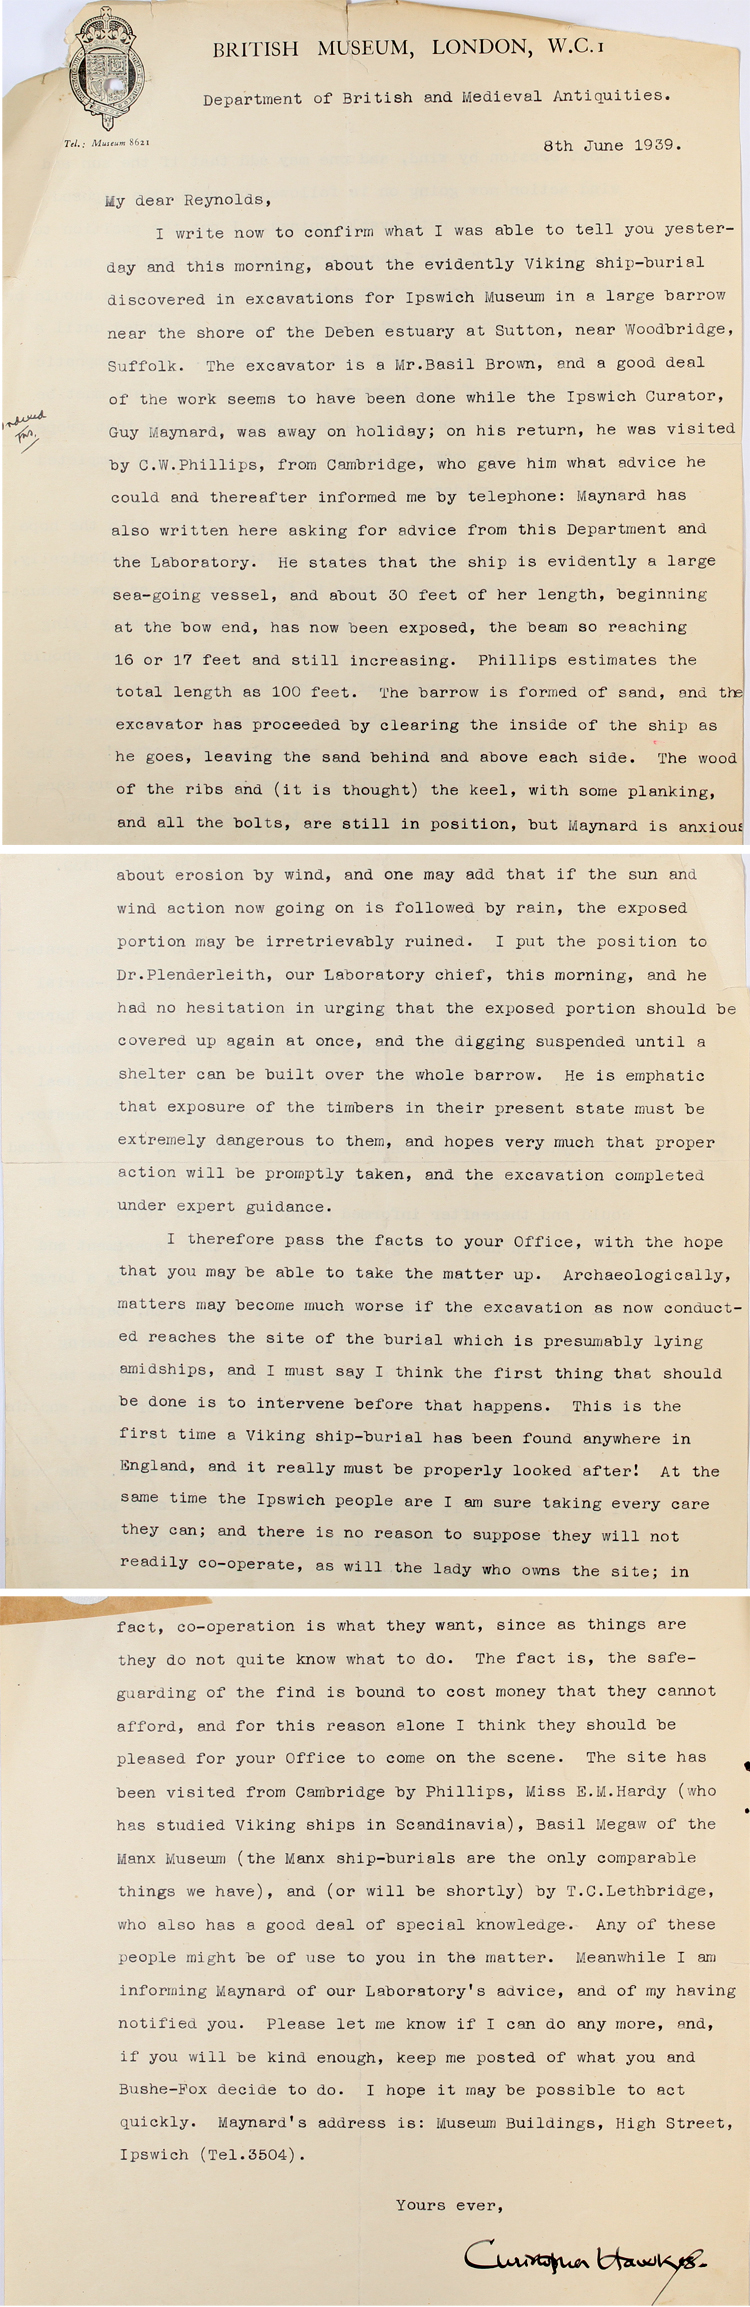 BRITISH MUSEUM, LONDON, W.C.1
Department of British and Medieval Antiquities.
Tel.: Museum 8621
8th June 1939.
My dear Reynolds,
I write now to confirm what I was able to tell you yester-
day and this morning, about the evidently Viking ship-burial
discovered in excavations for Ipswich Museum in a large barrow
near the shore of the Deben estuary at Sutton, near Woodbridge,
Suffolk. The excavator is a Mr.Basil Brown, and a good deal
of the work seems to have been done while the Ipswich Curator,
Indexed
Guy Maynard, was away on holiday; on his return, he was visited
by C.W.Phillips, from Cambridge, who gave him what advice he
could and thereafter informed me by telephone: Maynard has
also written here asking for advice from this Department and
the Laboratory. He states that the ship is evidently a large
sea-going vessel, and about 30 feet of her length, beginning
at the bow end, has now been exposed, the beam so reaching
16 or 17 feet and still increasing. Phillips estimates the
total length as 100 feet. The barrow is formed of sand, and the
excavator has proceeded by clearing the inside of the ship as
he goes, leaving the sand behind and above each side. The wood
of the ribs and (it is thought) the keel, with some planking,
and all the bolts, are still in position, but Maynard is anxious
about erosion by wind, and one may add that if the sun and
wind action now going on is followed by rain, the exposed
portion may be irretrievably ruined. I put the position to
Dr.Plenderleith, our Laboratory chief, this morning, and he
had no hesitation in urging that the exposed portion should be
covered up again at once, and the digging suspended until a
shelter can be built over the whole barrow. He is emphatic
that exposure of the timbers in their present state must be
extremely dangerous to them, and hopes very much that proper
action will be promptly taken, and the excavation completed
under expert guidance.
I therefore pass the facts to your Office, with the hope
that you may be able to take the matter up. Archaeologically,
matters may become much worse if the excavation as now conduct-
ed reaches the site of the burial which is presumably lying
amidships, and I must say I think the first thing that should
be done is to intervene before that happens. This is the
first time a Viking ship-burial has been found anywhere in
England, and it really must be properly looked after! At the
same time the Ipswich people are I am sure taking every care
they can; and there is no reason to suppose they will not
readily co-operate, as will the lady who owns the site; in
fact, co-operation is what they want, since as things are
they do not quite know what to do. The fact is, the safe-
guarding of the find is bound to cost money that they cannot
afford, and for this reason alone I think they should be
pleased for your Office to come on the scene. The site has
been visited from Cambridge by Phillips, Miss E.M.Hardy (who
has studied Viking ships in Scandinavia), Basil Megaw of the
Manx Museum (the Manx ship-burials are the only comparable
things we have), and (or will be shortly) by T.C.Lethbridge,
who also has a good deal of special knowledge. Any of these
people might be of use to you in the matter. Meanwhile I am
informing Maynard of our Laboratory's advice, and of my having
notified you. Please let me know if I can do any more, and,
if you will be kind enough, keep me posted of what you and
Bushe-Fox decide to do. I hope it may be possible to act
quickly. Maynard's address is: Museum Buildings, High Street,
Ipswich (Tel.3504).
Yours ever,
Christopher Hawkes.